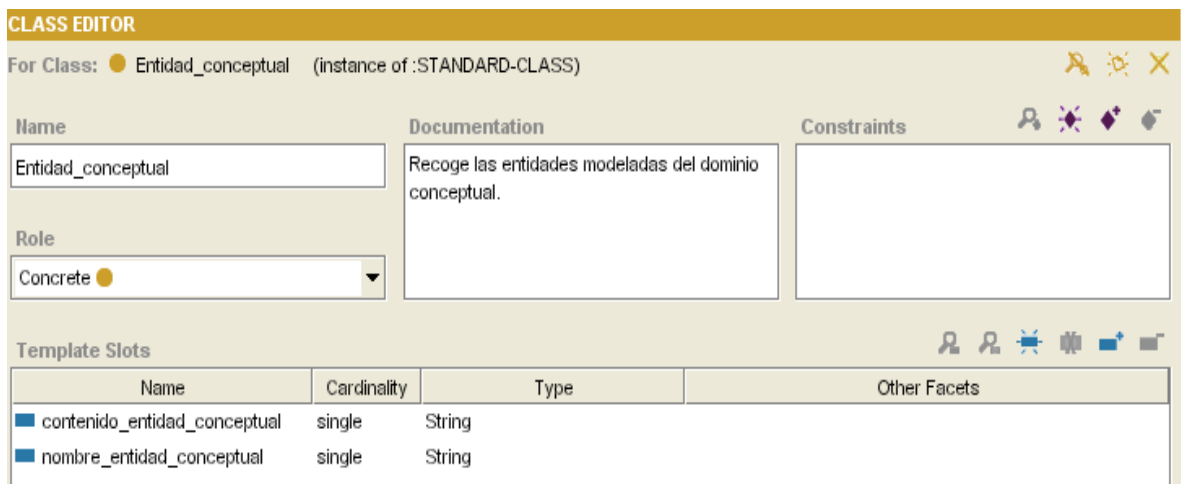 CLASS EDITOR
For Class: Entidad_conceptual (instance of :STANDARD-CLASS)
Name
Documentation
Constraints
Entidad_conceptual
Recoge las entidades modeladas del dominio
conceptual.
Role
Concrete
Template Slots
Name Cardinality Type Other Facets
contenido_entidad_conceptual single String
nombre_entidad_conceptual single String